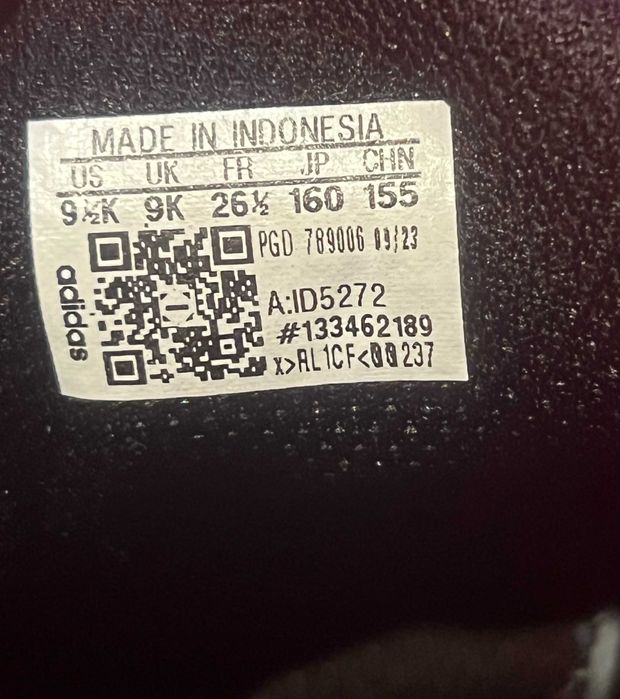 MADE IN INDONESIA
US UK FR JP CHN
9½K 9K 26½ 160 155
PGD 789006 09/23
A:ID5272
#133462189
x>AL1CF<00237
adidas